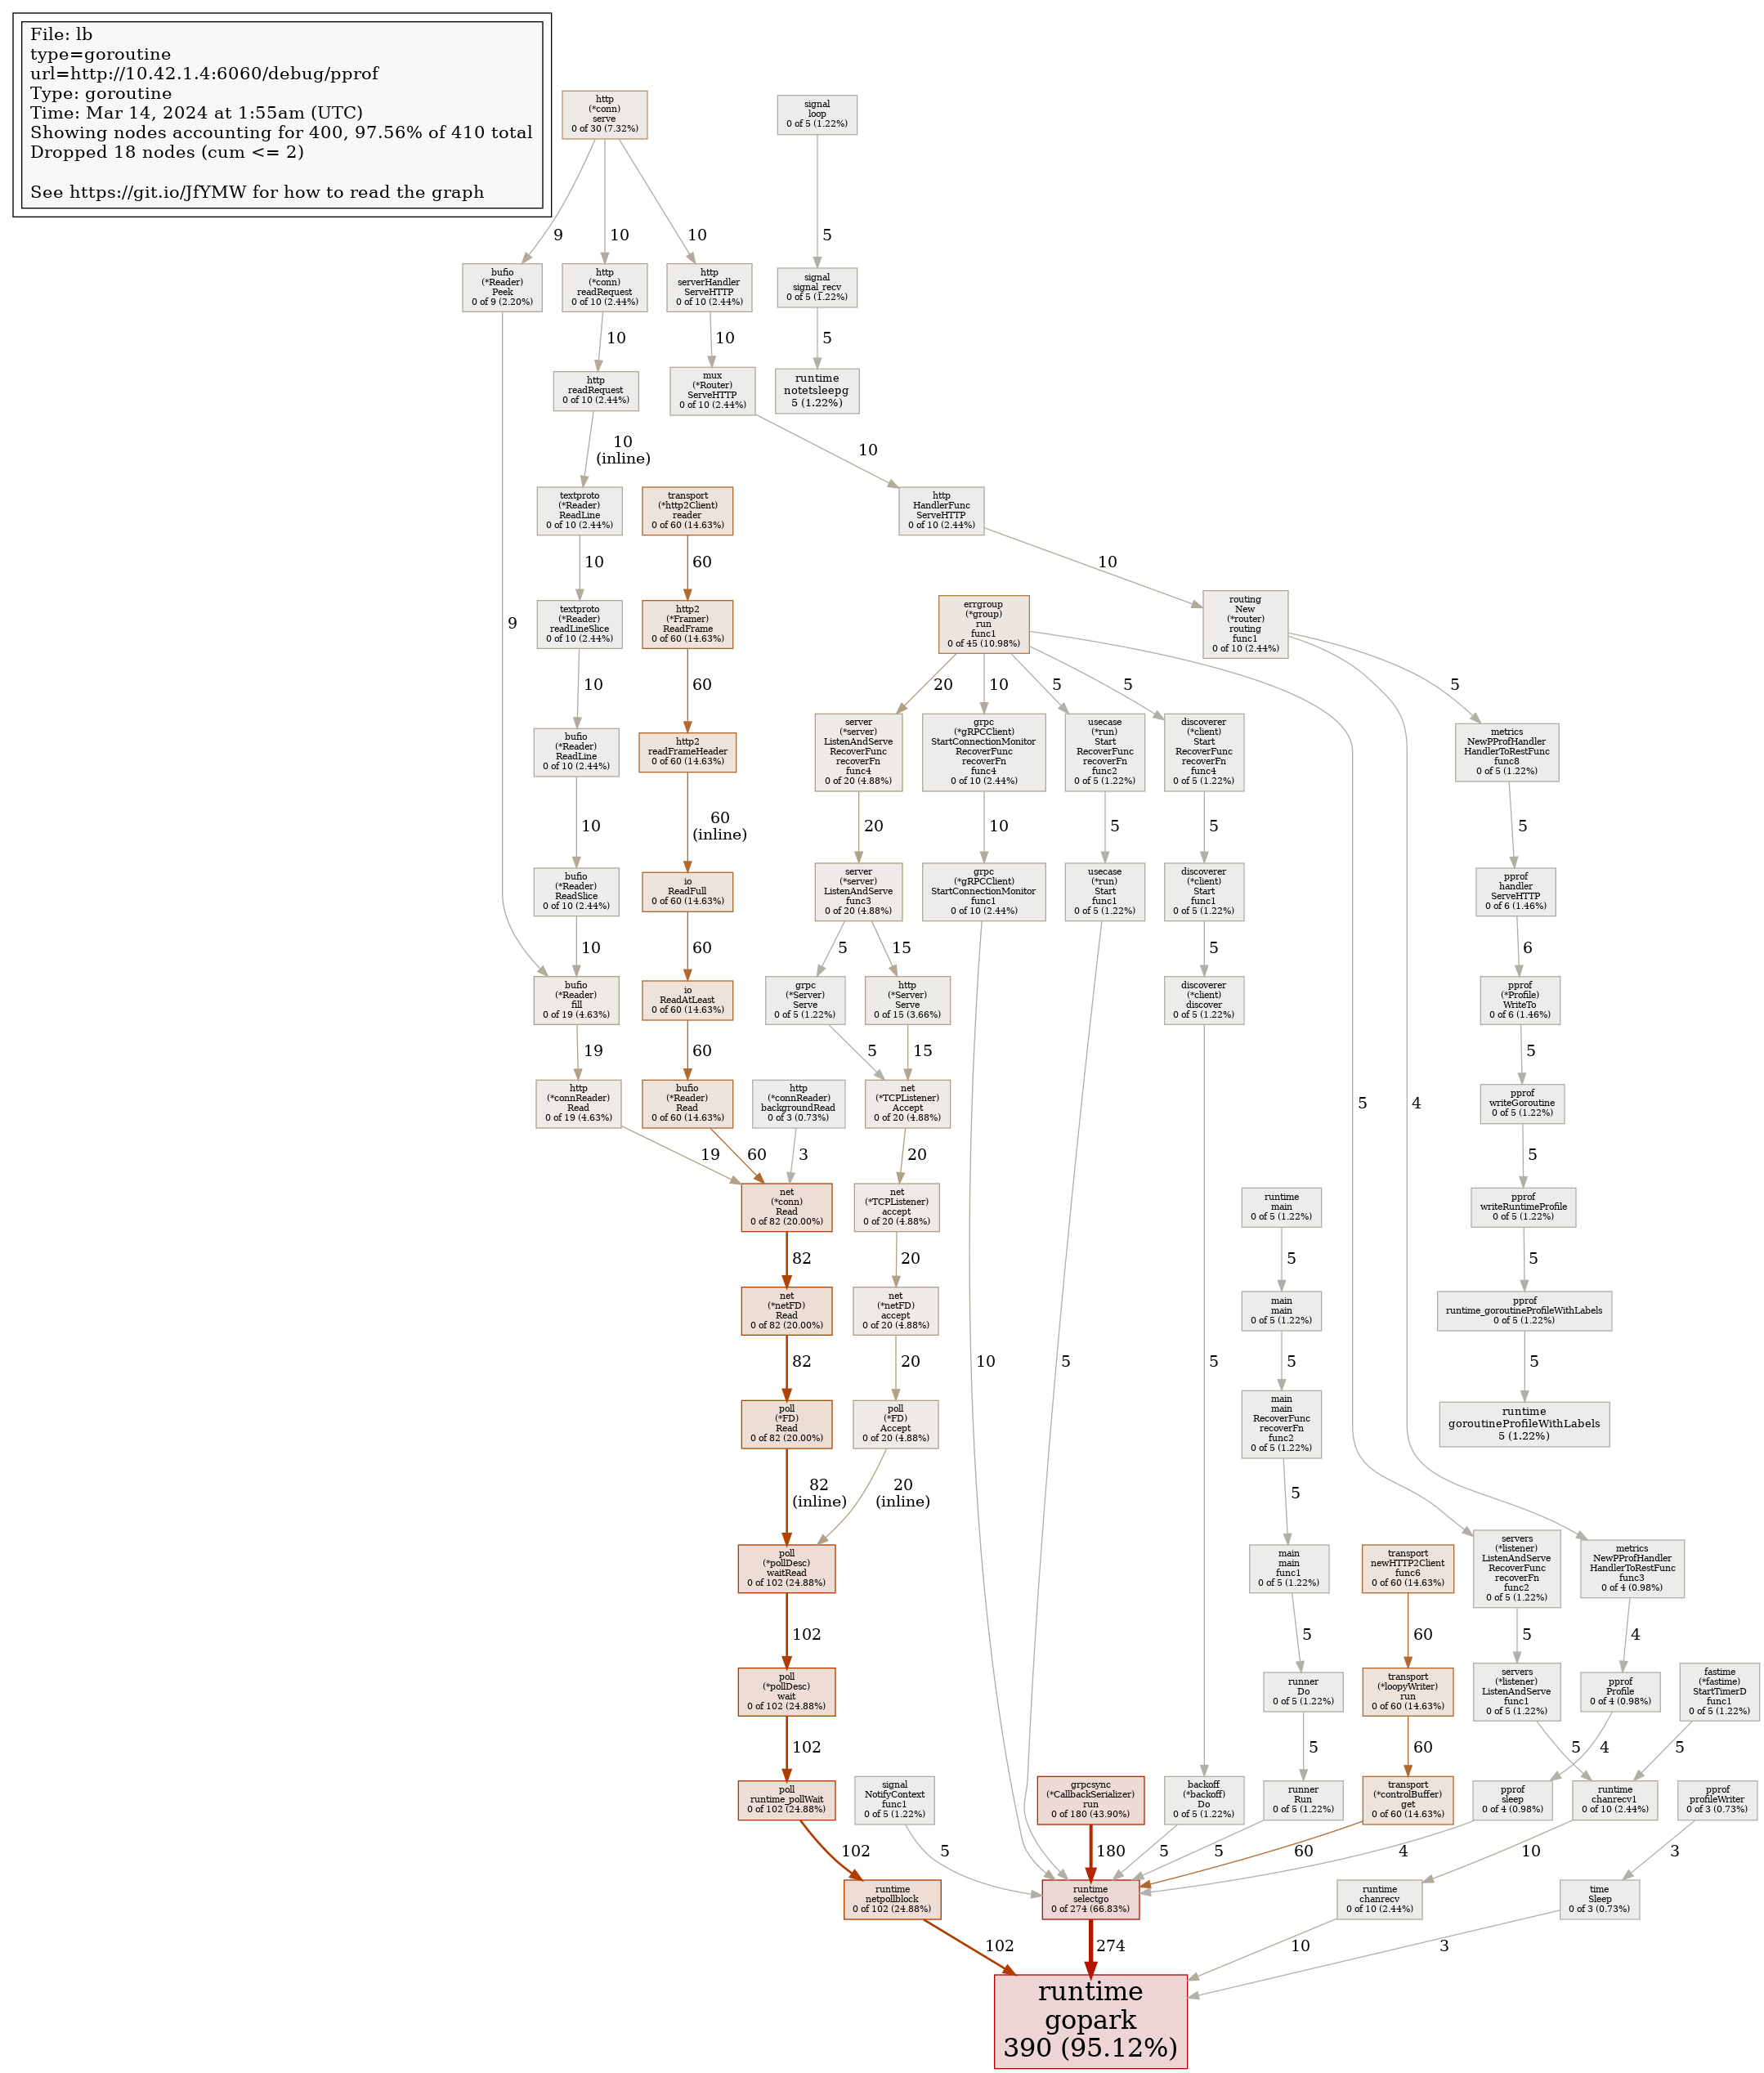 File: lb
type=goroutine
url=http://10.42.1.4:6060/debug/pprof
Type: goroutine
Time: Mar 14, 2024 at 1:55am (UTC)
Showing nodes accounting for 400, 97.56% of 410 total
Dropped 18 nodes (cum <= 2)
See https://git.io/JfYMW for how to read the graph
http
(*conn)
serve
0 of 30 (7.32%)
signal
loop
0 of 5 (1.22%)
9
10
10
5
bufio
(*Reader)
Peek
0 of 9 (2.20%)
http
(*conn)
readRequest
0 of 10 (2.44%)
http
serverHandler
ServeHTTP
0 of 10 (2.44%)
signal
signal_recv
0 of 5 (1.22%)
10
10
5
http
readRequest
0 of 10 (2.44%)
mux
(*Router)
ServeHTTP
0 of 10 (2.44%)
runtime
notetsleepg
5 (1.22%)
10
(inline)
10
textproto
(*Reader)
ReadLine
0 of 10 (2.44%)
transport
(*http2Client)
reader
0 of 60 (14.63%)
http
HandlerFunc
ServeHTTP
0 of 10 (2.44%)
10
60
10
textproto
(*Reader)
readLineSlice
0 of 10 (2.44%)
http2
(*Framer)
ReadFrame
0 of 60 (14.63%)
errgroup
(*group)
run
func1
0 of 45 (10.98%)
routing
New
(*router)
routing
func1
0 of 10 (2.44%)
9
10
60
20
10
5
5
5
bufio
(*Reader)
ReadLine
0 of 10 (2.44%)
http2
readFrameHeader
0 of 60 (14.63%)
server
(*server)
ListenAndServe
RecoverFunc
recoverFn
func4
0 of 20 (4.88%)
grpc
(*gRPCClient)
StartConnectionMonitor
RecoverFunc
recoverFn
func4
0 of 10 (2.44%)
usecase
(*run)
Start
RecoverFunc
recoverFn
func2
0 of 5 (1.22%)
discoverer
(*client)
Start
RecoverFunc
recoverFn
func4
0 of 5 (1.22%)
metrics
NewPProfHandler
HandlerToRestFunc
func8
0 of 5 (1.22%)
10
60
(inline)
20
10
5
5
5
bufio
(*Reader)
ReadSlice
0 of 10 (2.44%)
io
ReadFull
0 of 60 (14.63%)
server
(*server)
ListenAndServe
func3
0 of 20 (4.88%)
grpc
(*gRPCClient)
StartConnectionMonitor
func1
0 of 10 (2.44%)
usecase
(*run)
Start
func1
0 of 5 (1.22%)
discoverer
(*client)
Start
func1
0 of 5 (1.22%)
pprof
handler
ServeHTTP
0 of 6 (1.46%)
10
60
5
15
5
6
bufio
(*Reader)
fill
0 of 19 (4.63%)
io
ReadAtLeast
0 of 60 (14.63%)
grpc
(*Server)
Serve
0 of 5 (1.22%)
http
(*Server)
Serve
0 of 15 (3.66%)
discoverer
(*client)
discover
0 of 5 (1.22%)
pprof
(*Profile)
WriteTo
0 of 6 (1.46%)
19
60
5
15
5
http
(*connReader)
Read
0 of 19 (4.63%)
bufio
(*Reader)
Read
0 of 60 (14.63%)
http
(*connReader)
backgroundRead
0 of 3 (0.73%)
net
(*TCPListener)
Accept
0 of 20 (4.88%)
pprof
writeGoroutine
0 of 5 (1.22%)
5
4
19
60
3
20
5
net
(*conn)
Read
0 of 82 (20.00%)
net
(*TCPListener)
accept
0 of 20 (4.88%)
runtime
main
0 of 5 (1.22%)
pprof
writeRuntimeProfile
0 of 5 (1.22%)
82
20
5
5
net
(*netFD)
Read
0 of 82 (20.00%)
net
(*netFD)
accept
0 of 20 (4.88%)
main
main
0 of 5 (1.22%)
pprof
runtime_goroutineProfileWithLabels
0 of 5 (1.22%)
82
20
10
5
5
5
5
poll
(*FD)
Read
0 of 82 (20.00%)
poll
(*FD)
Accept
0 of 20 (4.88%)
main
main
RecoverFunc
recoverFn
func2
0 of 5 (1.22%)
runtime
goroutineProfileWithLabels
5 (1.22%)
82
(inline)
20
(inline)
5
poll
(*pollDesc)
waitRead
0 of 102 (24.88%)
main
main
func1
0 of 5 (1.22%)
transport
newHTTP2Client
func6
0 of 60 (14.63%)
servers
(*listener)
ListenAndServe
RecoverFunc
recoverFn
func2
0 of 5 (1.22%)
metrics
NewPProfHandler
HandlerToRestFunc
func3
0 of 4 (0.98%)
102
5
60
5
4
poll
(*pollDesc)
wait
0 of 102 (24.88%)
runner
Do
0 of 5 (1.22%)
transport
(*loopyWriter)
run
0 of 60 (14.63%)
servers
(*listener)
ListenAndServe
func1
0 of 5 (1.22%)
pprof
Profile
0 of 4 (0.98%)
fastime
(*fastime)
StartTimerD
func1
0 of 5 (1.22%)
102
5
60
5
4
5
poll
runtime_pollWait
0 of 102 (24.88%)
signal
NotifyContext
func1
0 of 5 (1.22%)
grpcsync
(*CallbackSerializer)
run
0 of 180 (43.90%)
backoff
(*backoff)
Do
0 of 5 (1.22%)
runner
Run
0 of 5 (1.22%)
transport
(*controlBuffer)
get
0 of 60 (14.63%)
pprof
sleep
0 of 4 (0.98%)
runtime
chanrecv1
0 of 10 (2.44%)
pprof
profileWriter
0 of 3 (0.73%)
102
5
180
5
5
60
4
10
3
runtime
netpollblock
0 of 102 (24.88%)
runtime
selectgo
0 of 274 (66.83%)
runtime
chanrecv
0 of 10 (2.44%)
time
Sleep
0 of 3 (0.73%)
102
274
10
3
runtime
gopark
390 (95.12%)